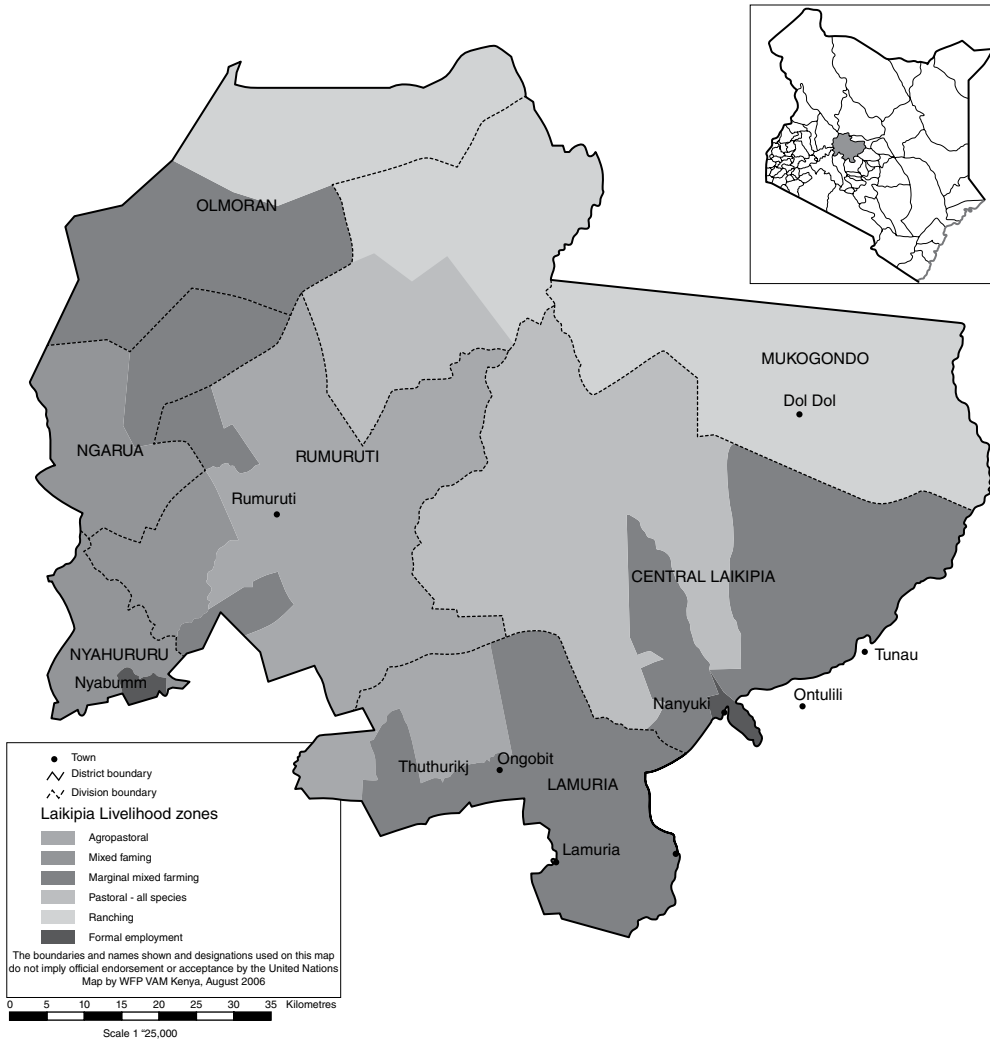 OLMORAN
MUKOGONDO
Dol Dol
NGARUA
RUMURUTI
Rumuruti
CENTRAL LAIKIPIA
NYAHURURU
Nyabumm
Tunau
Nanyuki
Ontulili
Thuthurikj
Ongobit
LAMURIA
Lamuria
Town
District boundary
Division boundary
Laikipia Livelihood zones
Agropastoral
Mixed faming
Marginal mixed farming
Pastoral - all species
Ranching
Formal employment
The boundaries and names shown and designations used on this map
do not imply official endorsement or acceptance by the United Nations
Map by WFP VAM Kenya, August 2006
0 5 10 15 20 25 30 35 Kilometres
Scale 1 "25,000